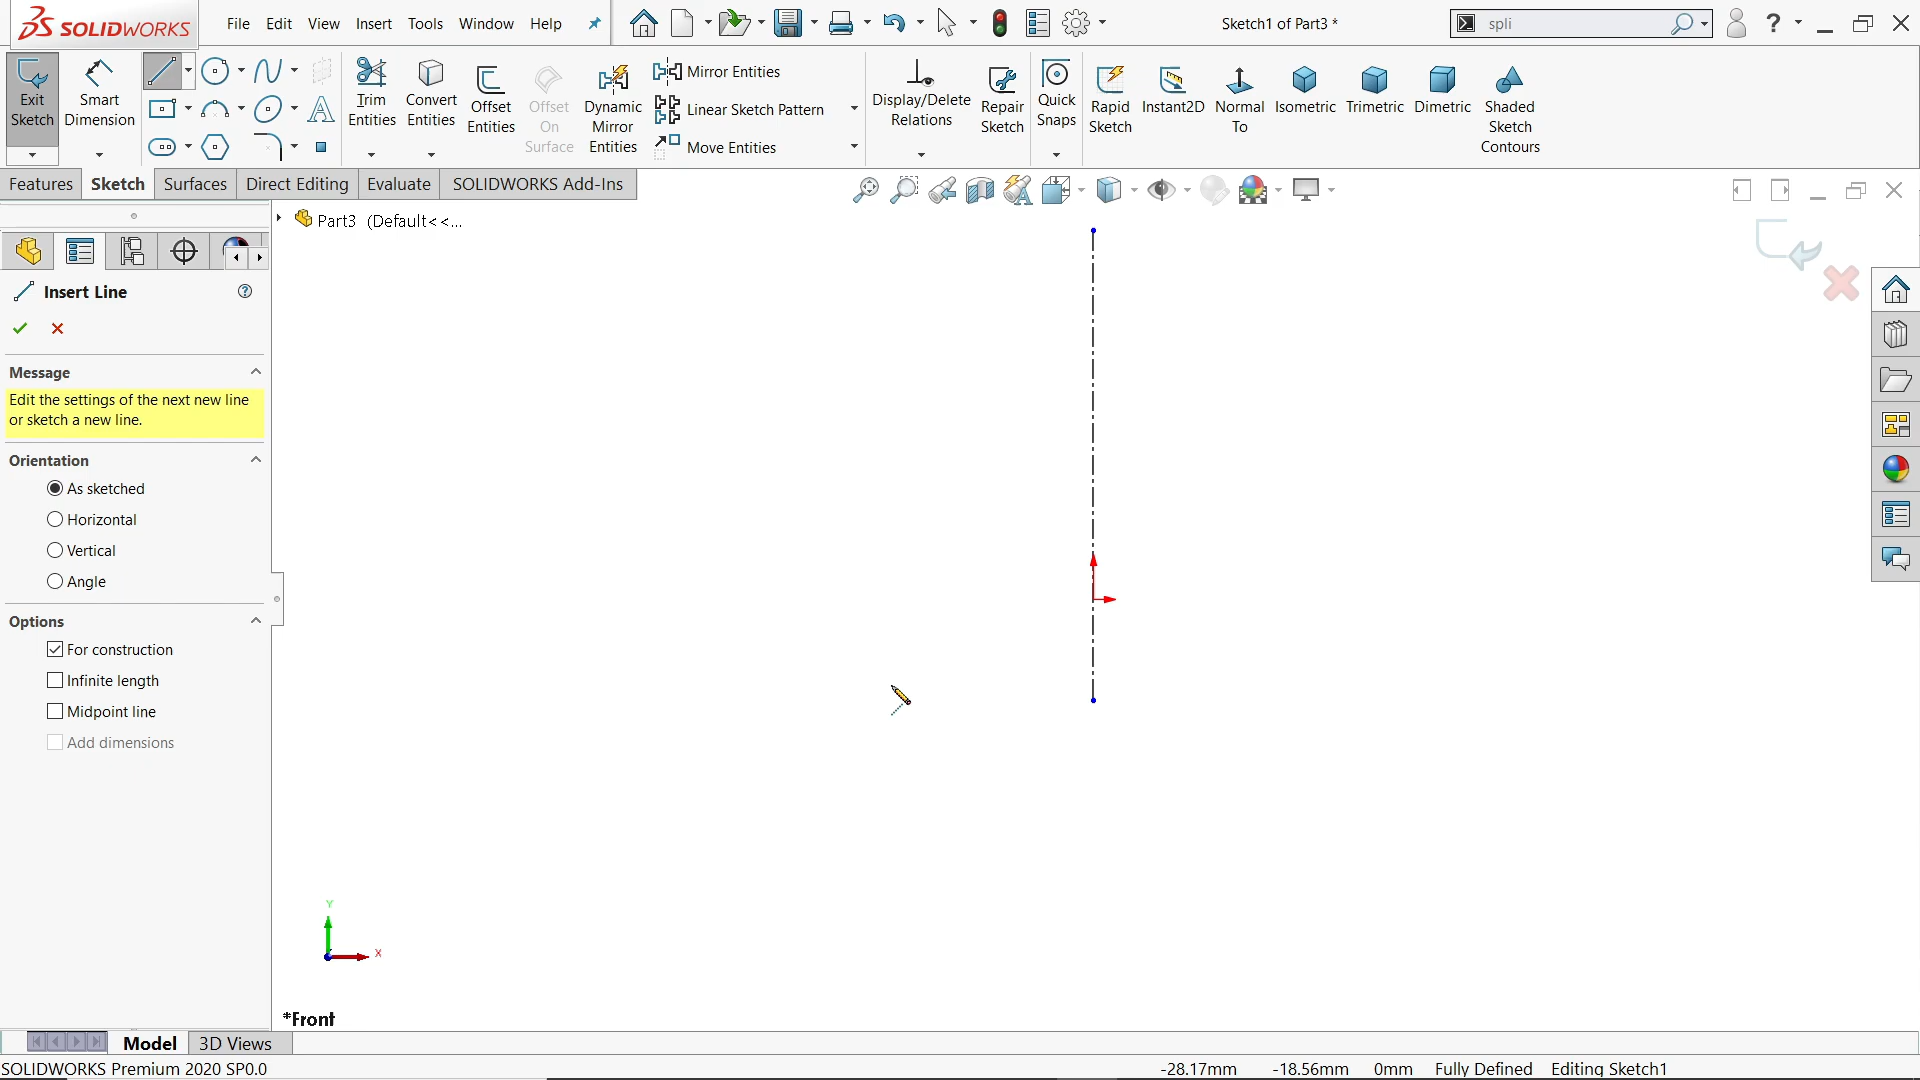 SOLIDWORKS
File Edit View Insert Tools Window Help
Sketch1 of Part3 *
spli
?
Exit
Sketch
Smart
Dimension
A
Trim
Entities
Convert
Entities
Offset
Entities
Offset
On
Surface
Dynamic
Mirror
Entities
Mirror Entities
Linear Sketch Pattern
Move Entities
Display/Delete
Relations
Repair
Sketch
Quick
Snaps
Rapid
Sketch
Instant2D
Normal
To
Isometric
Trimetric
Dimetric
Shaded
Sketch
Contours
Features Sketch Surfaces Direct Editing Evaluate SOLIDWORKS Add-Ins
Part3 (Default<<...
Insert Line
?
Message
Edit the settings of the next new line
or sketch a new line.
Orientation
As sketched
Horizontal
Vertical
Angle
Options
For construction
Infinite length
Midpoint line
Add dimensions
Y
X
*Front
Model 3D Views
SOLIDWORKS Premium 2020 SP0.0
-28.17mm -18.56mm 0mm Fully Defined Editing Sketch1